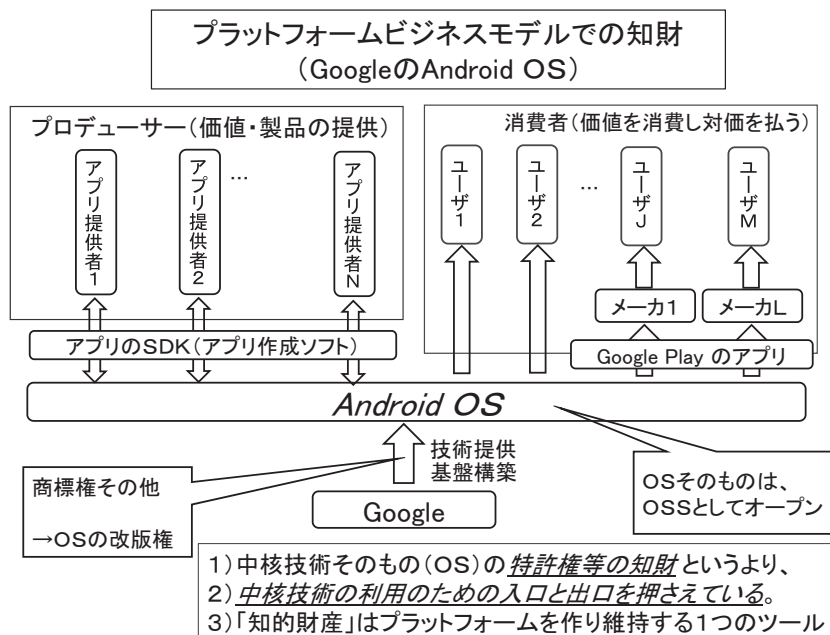 プラットフォームビジネスモデルでの知財
(GoogleのAndroid OS)
プロデューサー(価値・製品の提供)
アプリ提供者1
アプリ提供者2
…
アプリ提供者N
消費者(価値を消費し対価を払う)
ユーザ1
ユーザ2
…
ユーザJ
ユーザM
メーカ1
メーカL
アプリのSDK(アプリ作成ソフト)
Google Play のアプリ
Android OS
技術提供
基盤構築
商標権その他
→OSの改版権
Google
OSそのものは、
OSSとしてオープン
1)中核技術そのもの(OS)の特許権等の知財というより、
2)中核技術の利用のための入口と出口を押さえている。
3)「知的財産」はプラットフォームを作り維持する1つのツール